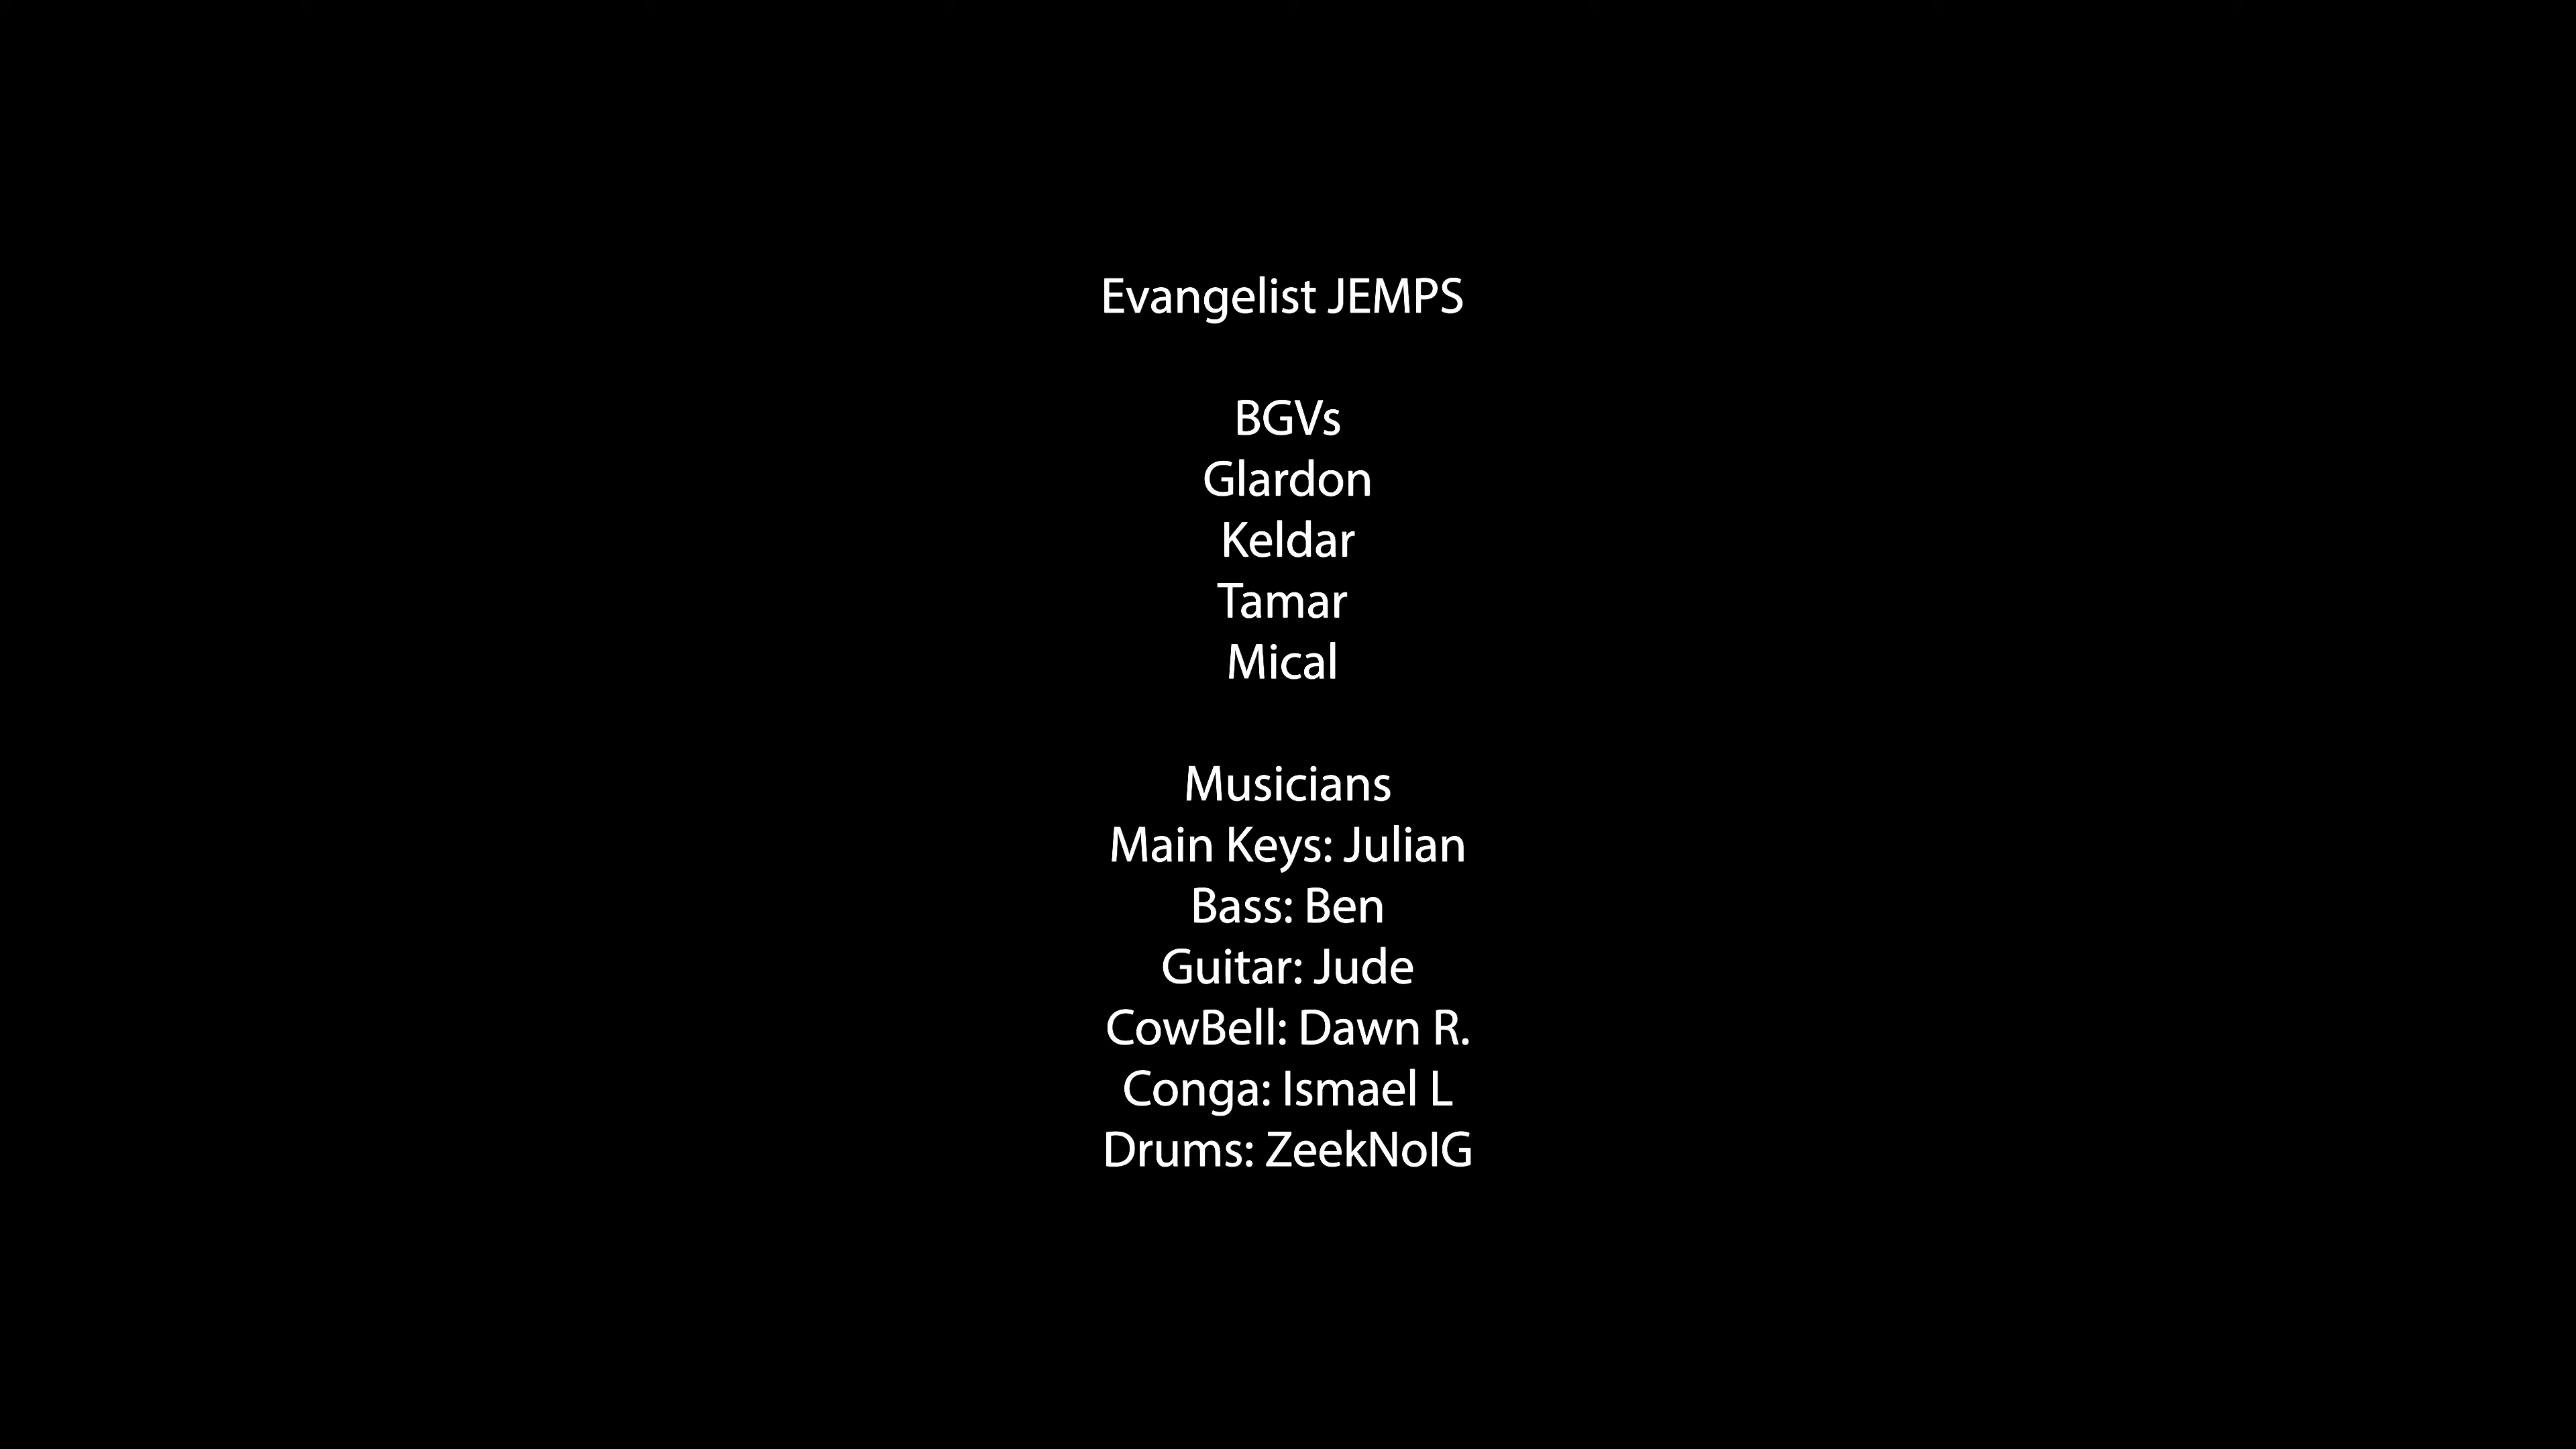 Evangelist JEMPS
BGVs
Glardon
Keldar
Tamar
Mical
Musicians
Main Keys: Julian
Bass: Ben
Guitar: Jude
CowBell: Dawn R.
Conga: Ismael L
Drums: ZeekNoIG